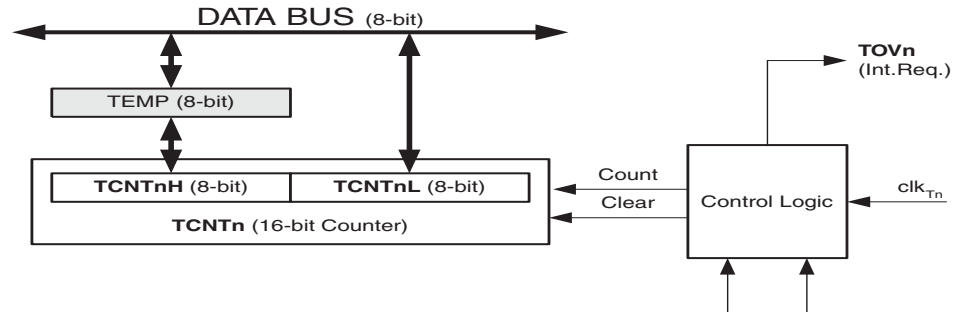 DATA BUS (8-bit)
TOVn
(Int.Req.)
TEMP (8-bit)
TCNTnH (8-bit)
TCNTnL (8-bit)
TCNTn (16-bit Counter)
Count
Clear
Control Logic
clkTn